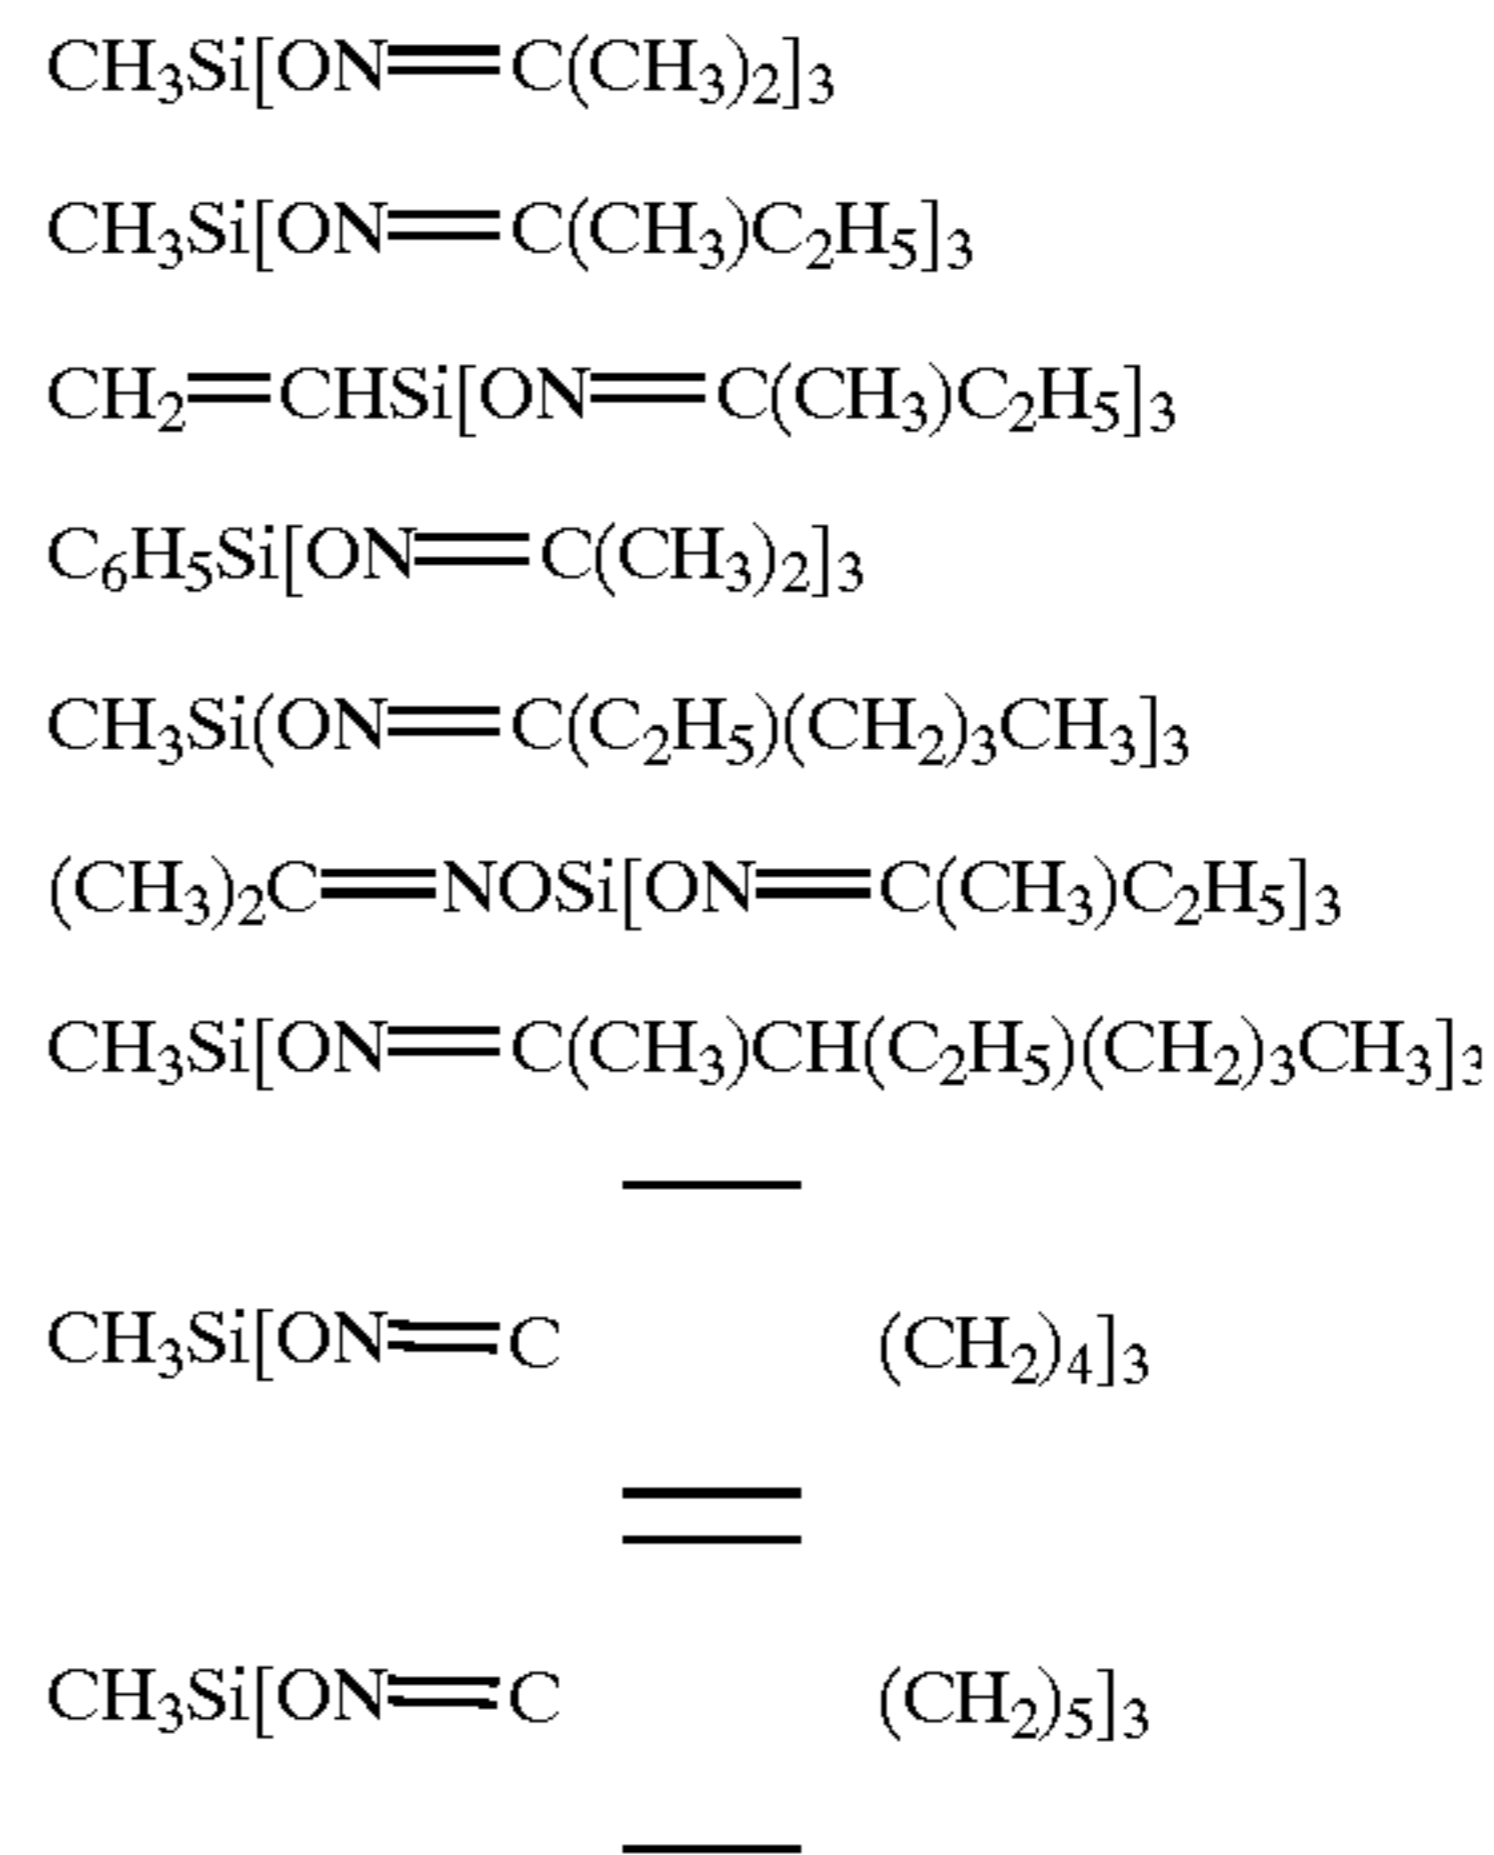 CH₃Si[ON=C(CH₃)₂]₃
CH₃Si[ON=C(CH₃)C₂H₅]₃
CH₂=CHSi[ON=C(CH₃)C₂H₅]₃
C₆H₅Si[ON=C(CH₃)₂]₃
CH₃Si(ON=C(C₂H₅)(CH₂)₃CH₃]₃
(CH₃)₂C=NOSi[ON=C(CH₃)C₂H₅]₃
CH₃Si[ON=C(CH₃)CH(C₂H₅)(CH₂)₃CH₃]₃
CH₃Si[ON=C (CH₂)₄]₃
CH₃Si[ON=C (CH₂)₅]₃